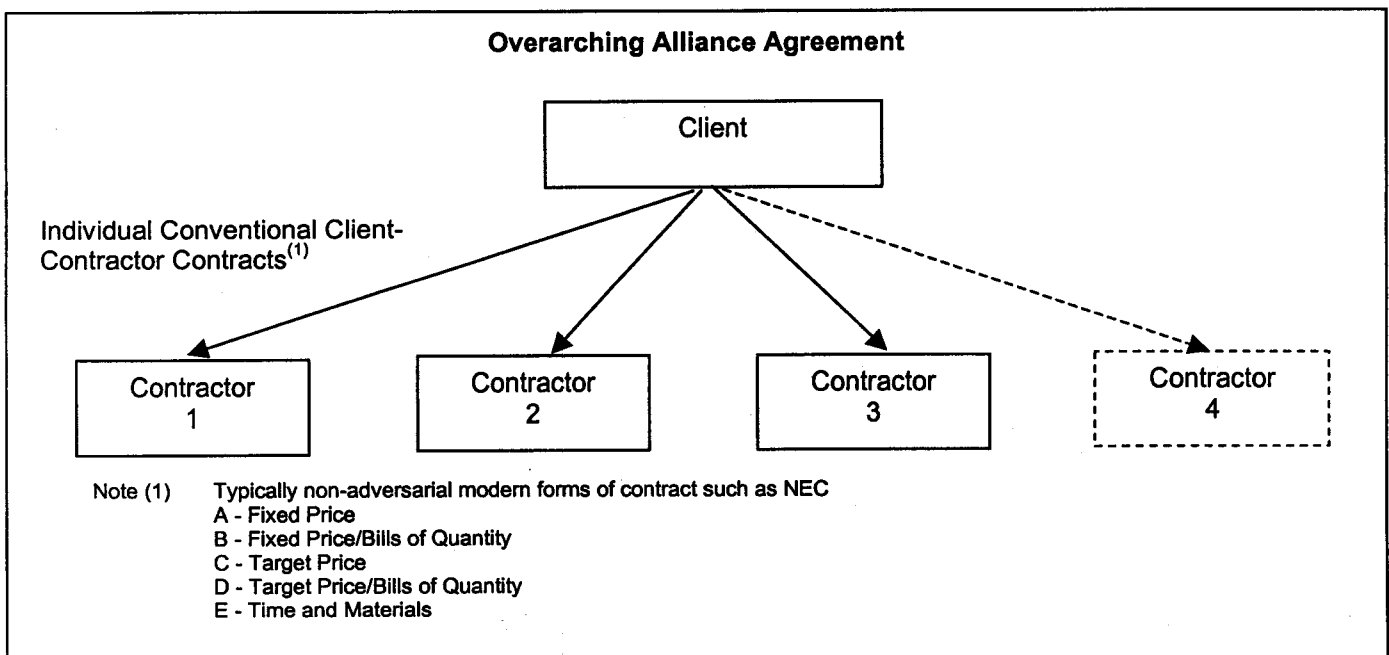 Overarching Alliance Agreement
Client
Individual Conventional Client-
Contractor Contracts(1)
Contractor
1
Contractor
2
Contractor
3
Contractor
4
Note (1) Typically non-adversarial modern forms of contract such as NEC
A - Fixed Price
B - Fixed Price/Bills of Quantity
C - Target Price
D - Target Price/Bills of Quantity
E - Time and Materials